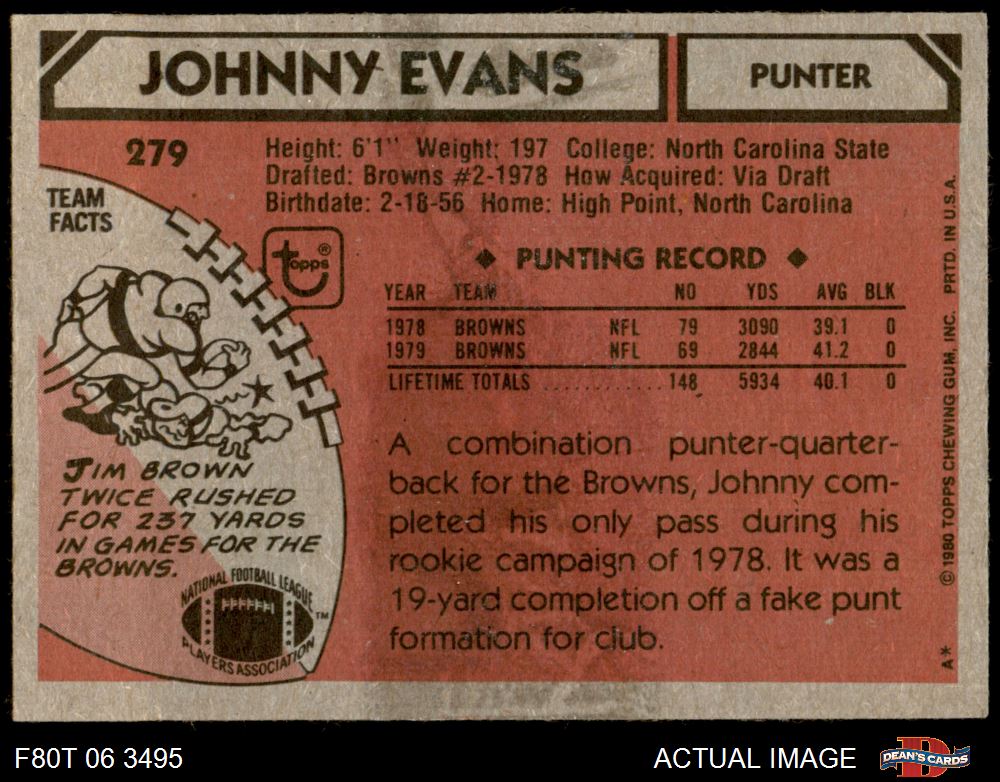 JOHNNY EVANS
PUNTER
279
Height: 6'1" Weight: 197 College: North Carolina State
Drafted: Browns #2-1978 How Acquired: Via Draft
Birthdate: 2-18-56 Home: High Point, North Carolina
TEAM
FACTS
topps®
JIM BROWN
TWICE RUSHED
FOR 237 YARDS
IN GAMES FOR THE
BROWNS.
NATIONAL FOOTBALL LEAGUE
PLAYERS ASSOCIATION
TM
◆ PUNTING RECORD ◆
YEAR TEAM NO YDS AVG BLK
1978 BROWNS NFL 79 3090 39.1 0
1979 BROWNS NFL 69 2844 41.2 0
LIFETIME TOTALS ............ 148 5934 40.1 0
A combination punter-quarter-
back for the Browns, Johnny com-
pleted his only pass during his
rookie campaign of 1978. It was a
19-yard completion off a fake punt
formation for club.
A* © 1980 TOPPS CHEWING GUM, INC. PRTD. IN U.S.A.
F80T 06 3495
ACTUAL IMAGE
DEAN'S CARDS